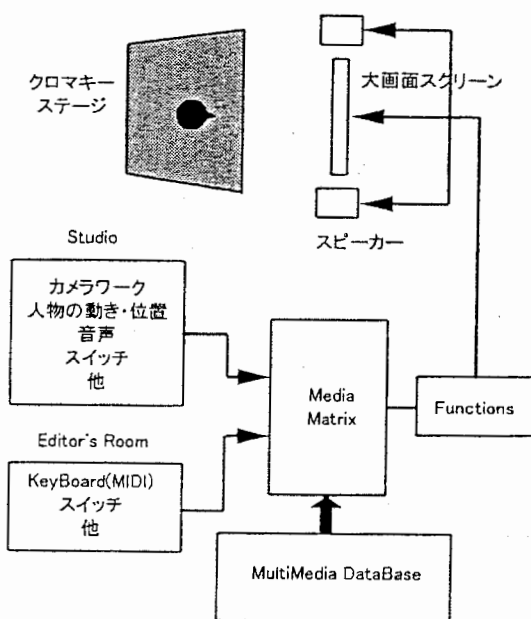 クロマキー
ステージ
大画面スクリーン
スピーカー
Studio
カメラワーク
人物の動き・位置
音声
スイッチ
他
Media
Matrix
Functions
Editor's Room
KeyBoard(MIDI)
スイッチ
他
MultiMedia DataBase